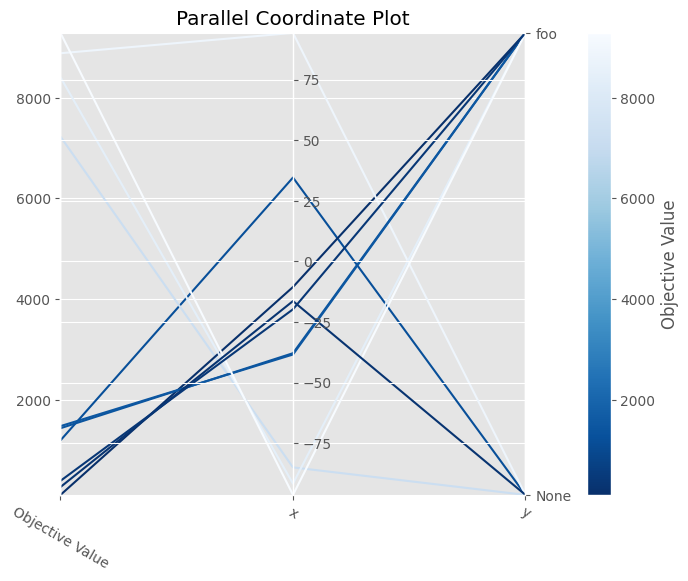 Parallel Coordinate Plot
8000
6000
4000
2000
75
50
25
0
−25
−50
−75
foo
None
8000
6000
4000
2000
Objective Value
Objective Value
x
y